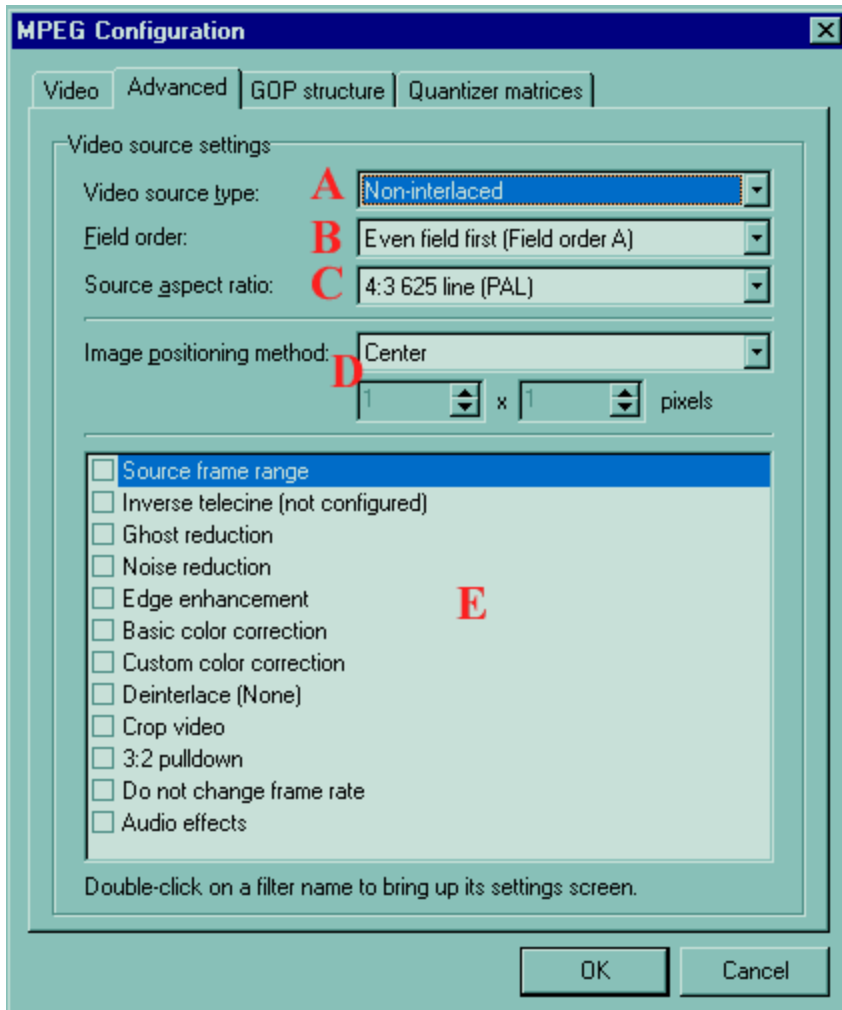 MPEG Configuration
Video Advanced GOP structure Quantizer matrices
Video source settings
Video source type: A Non-interlaced
Field order: B Even field first (Field order A)
Source aspect ratio: C 4:3 625 line (PAL)
Image positioning method: D Center
1 x 1 pixels
Source frame range
Inverse telecine (not configured)
Ghost reduction
Noise reduction
Edge enhancement E
Basic color correction
Custom color correction
Deinterlace (None)
Crop video
3:2 pulldown
Do not change frame rate
Audio effects
Double-click on a filter name to bring up its settings screen.
OK Cancel